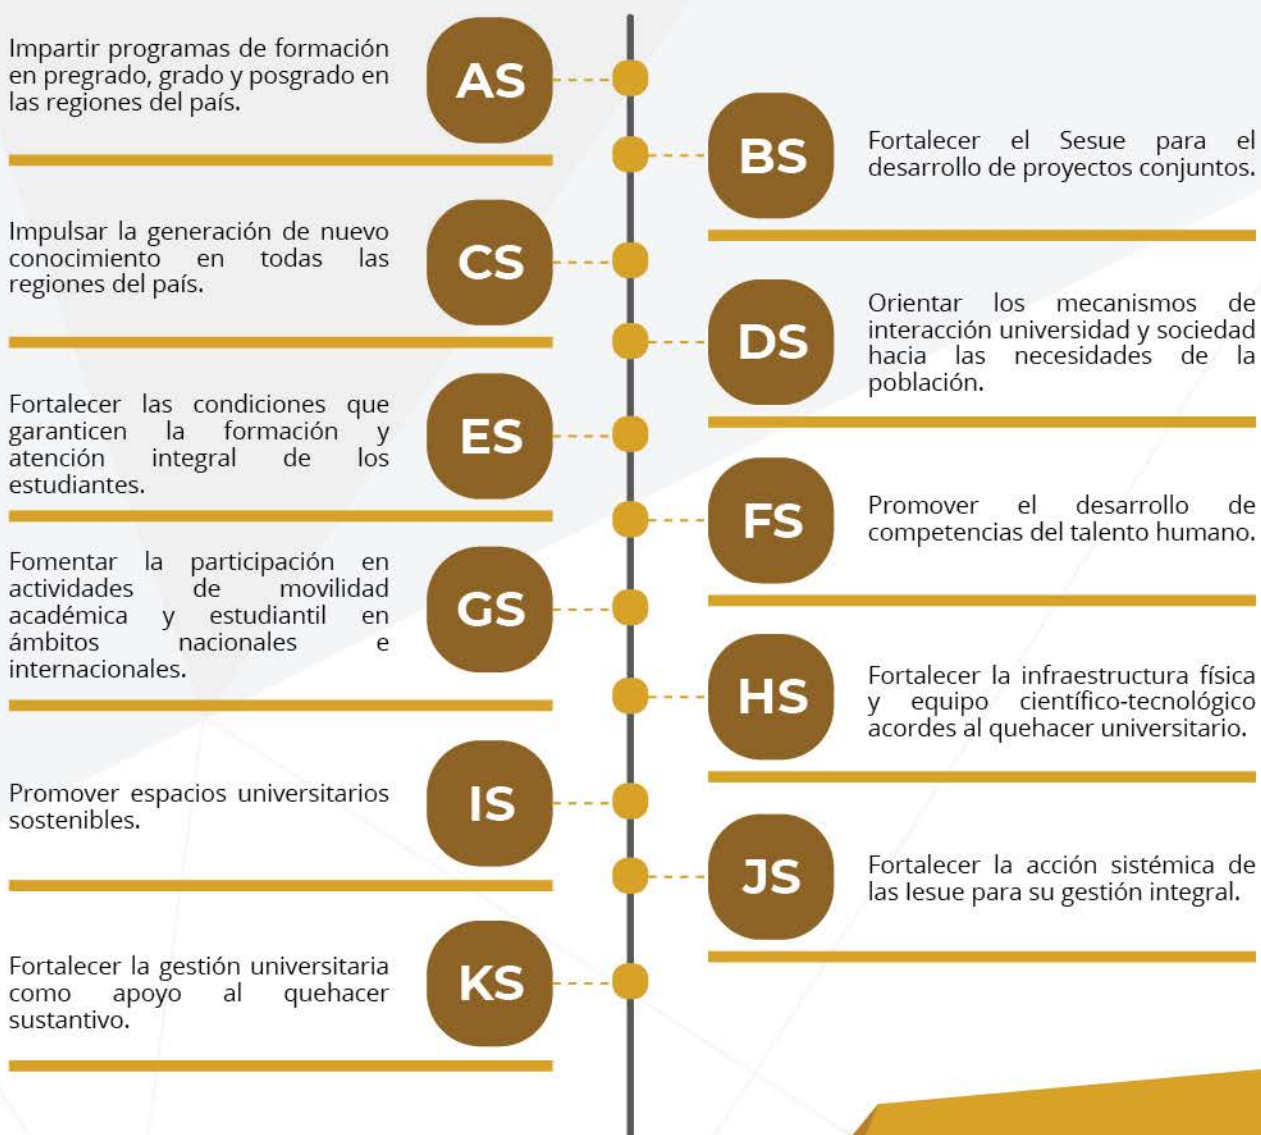 Impartir programas de formación
en pregrado, grado y posgrado en
las regiones del país.
AS
BS
Fortalecer el Sesue para el
desarrollo de proyectos conjuntos.
Impulsar la generación de nuevo
conocimiento en todas las
regiones del país.
CS
DS
Orientar los mecanismos de
interacción universidad y sociedad
hacia las necesidades de la
población.
Fortalecer las condiciones que
garanticen la formación y
atención integral de los
estudiantes.
ES
FS
Promover el desarrollo de
competencias del talento humano.
Fomentar la participación en
actividades de movilidad
académica y estudiantil en
ámbitos nacionales e
internacionales.
GS
HS
Fortalecer la infraestructura física
y equipo científico-tecnológico
acordes al quehacer universitario.
Promover espacios universitarios
sostenibles.
IS
JS
Fortalecer la acción sistémica de
las Iesue para su gestión integral.
Fortalecer la gestión universitaria
como apoyo al quehacer
sustantivo.
KS